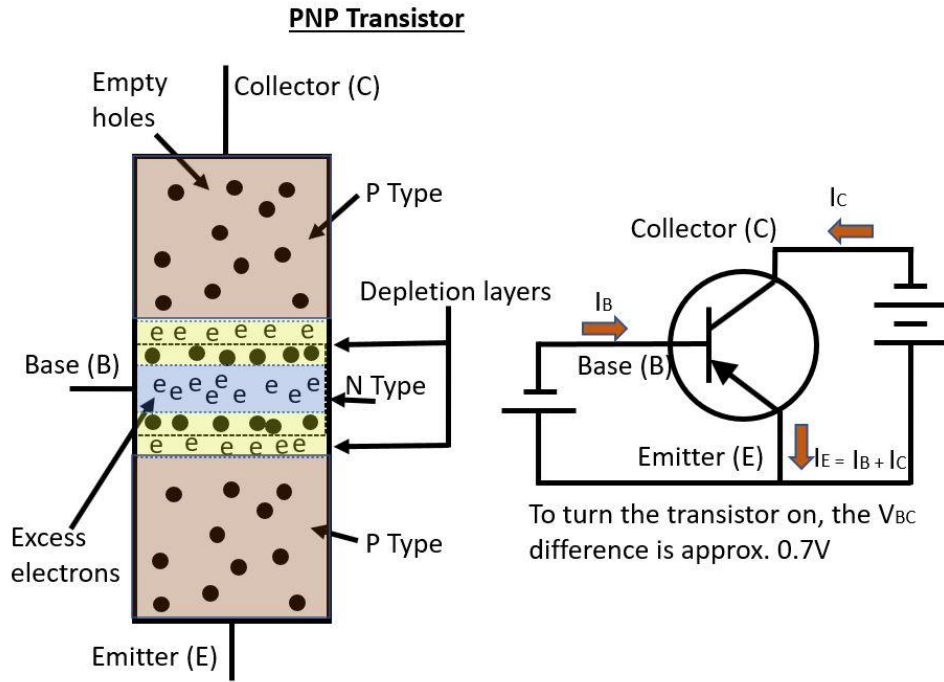 PNP Transistor
Empty
holes
Collector (C)
P Type
Depletion layers
e e e e e e
Base (B)
e e e e e e e e e
N Type
e e e e e e
Excess
electrons
P Type
Emitter (E)
IC
Collector (C)
IB
Base (B)
Emitter (E)
IE = IB + IC
To turn the transistor on, the VBC
difference is approx. 0.7V